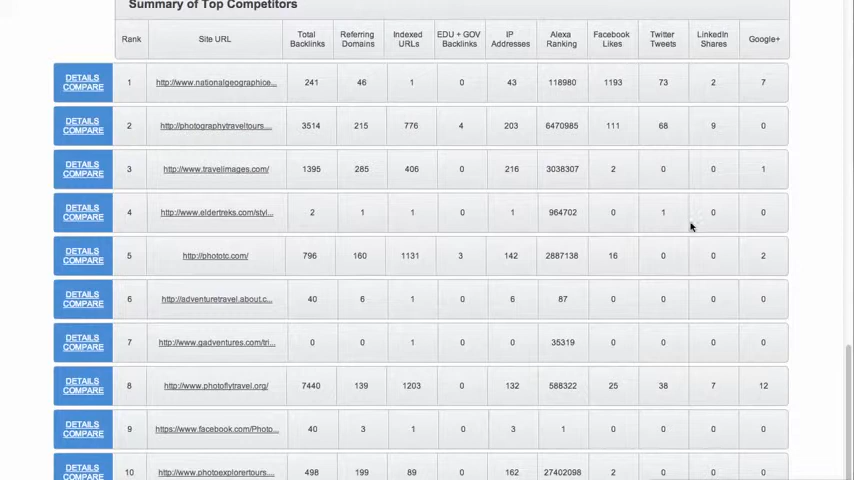 Summary of Top Competitors
Rank Site URL Total Backlinks Referring Domains Indexed URLs EDU + GOV Backlinks IP Addresses Alexa Ranking Facebook Likes Twitter Tweets LinkedIn Shares Google+
DETAILS COMPARE 1 http://www.nationalgeographice... 241 46 1 0 43 118980 1193 73 2 7
DETAILS COMPARE 2 http://photographytraveltours.... 3514 215 776 4 203 6470985 111 68 9 0
DETAILS COMPARE 3 http://www.travelimages.com/ 1395 285 406 0 216 3038307 2 0 0 1
DETAILS COMPARE 4 http://www.eldertreks.com/styl... 2 1 1 0 1 964702 0 1 0 0
DETAILS COMPARE 5 http://phototc.com/ 796 160 1131 3 142 2887138 16 0 0 2
DETAILS COMPARE 6 http://adventuretravel.about.c... 40 6 1 0 6 87 0 0 0 0
DETAILS COMPARE 7 http://www.gadventures.com/tri... 0 0 1 0 0 35319 0 0 0 0
DETAILS COMPARE 8 http://www.photoflytravel.org/ 7440 139 1203 0 132 588322 25 38 7 12
DETAILS COMPARE 9 https://www.facebook.com/Photo... 40 3 1 0 3 1 0 0 0 0
DETAILS COMPARE 10 http://www.photoexplorertours.... 498 199 89 0 162 27402098 2 0 0 0